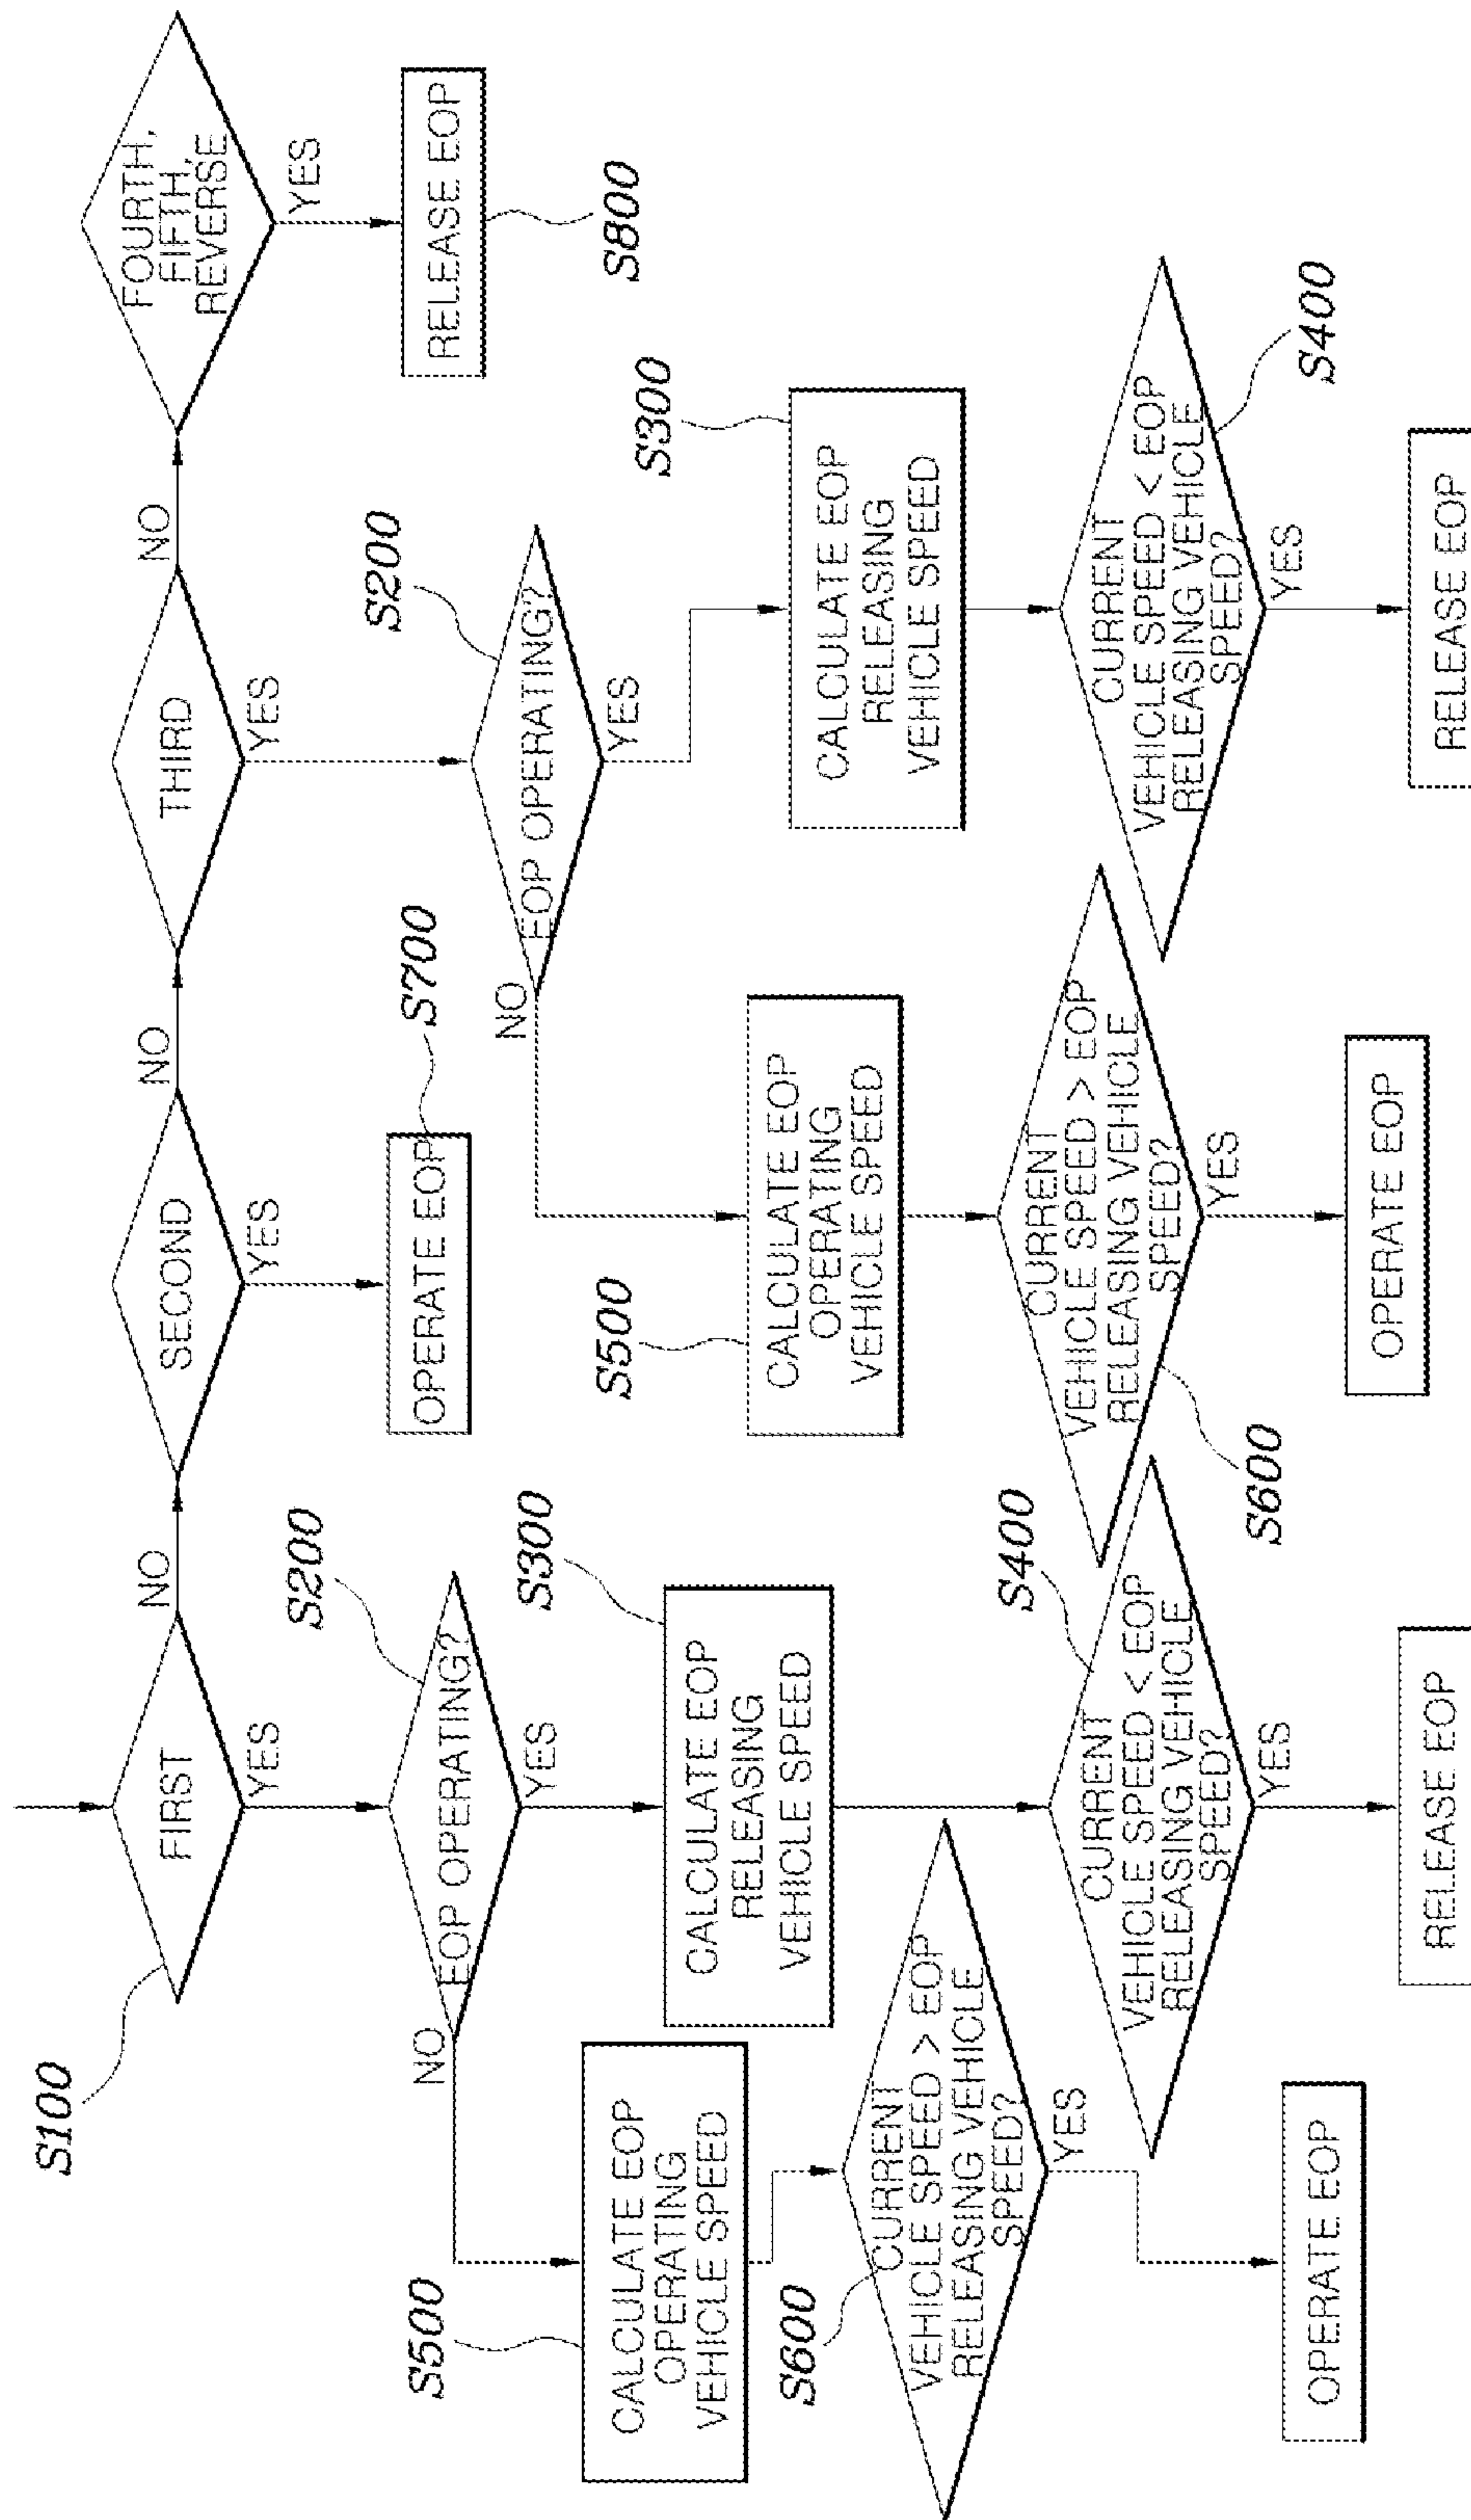 S100
FIRST
NO
SECOND
NO
THIRD
NO
FOURTH,
FIFTH,
REVERSE
YES
YES
YES
YES
S200
EOP OPERATING?
NO
YES
OPERATE EOP
S700
S200
EOP OPERATING?
NO
YES
RELEASE EOP
S800
S500
CALCULATE EOP
OPERATING
VEHICLE SPEED
S300
CALCULATE EOP
RELEASING
VEHICLE SPEED
S500
CALCULATE EOP
OPERATING
VEHICLE SPEED
S300
CALCULATE EOP
RELEASING
VEHICLE SPEED
S600
CURRENT
VEHICLE SPEED > EOP
RELEASING VEHICLE
SPEED?
YES
S400
CURRENT
VEHICLE SPEED < EOP
RELEASING VEHICLE
SPEED?
YES
S600
CURRENT
VEHICLE SPEED > EOP
RELEASING VEHICLE
SPEED?
YES
S400
CURRENT
VEHICLE SPEED < EOP
RELEASING VEHICLE
SPEED?
YES
OPERATE EOP
RELEASE EOP
OPERATE EOP
RELEASE EOP